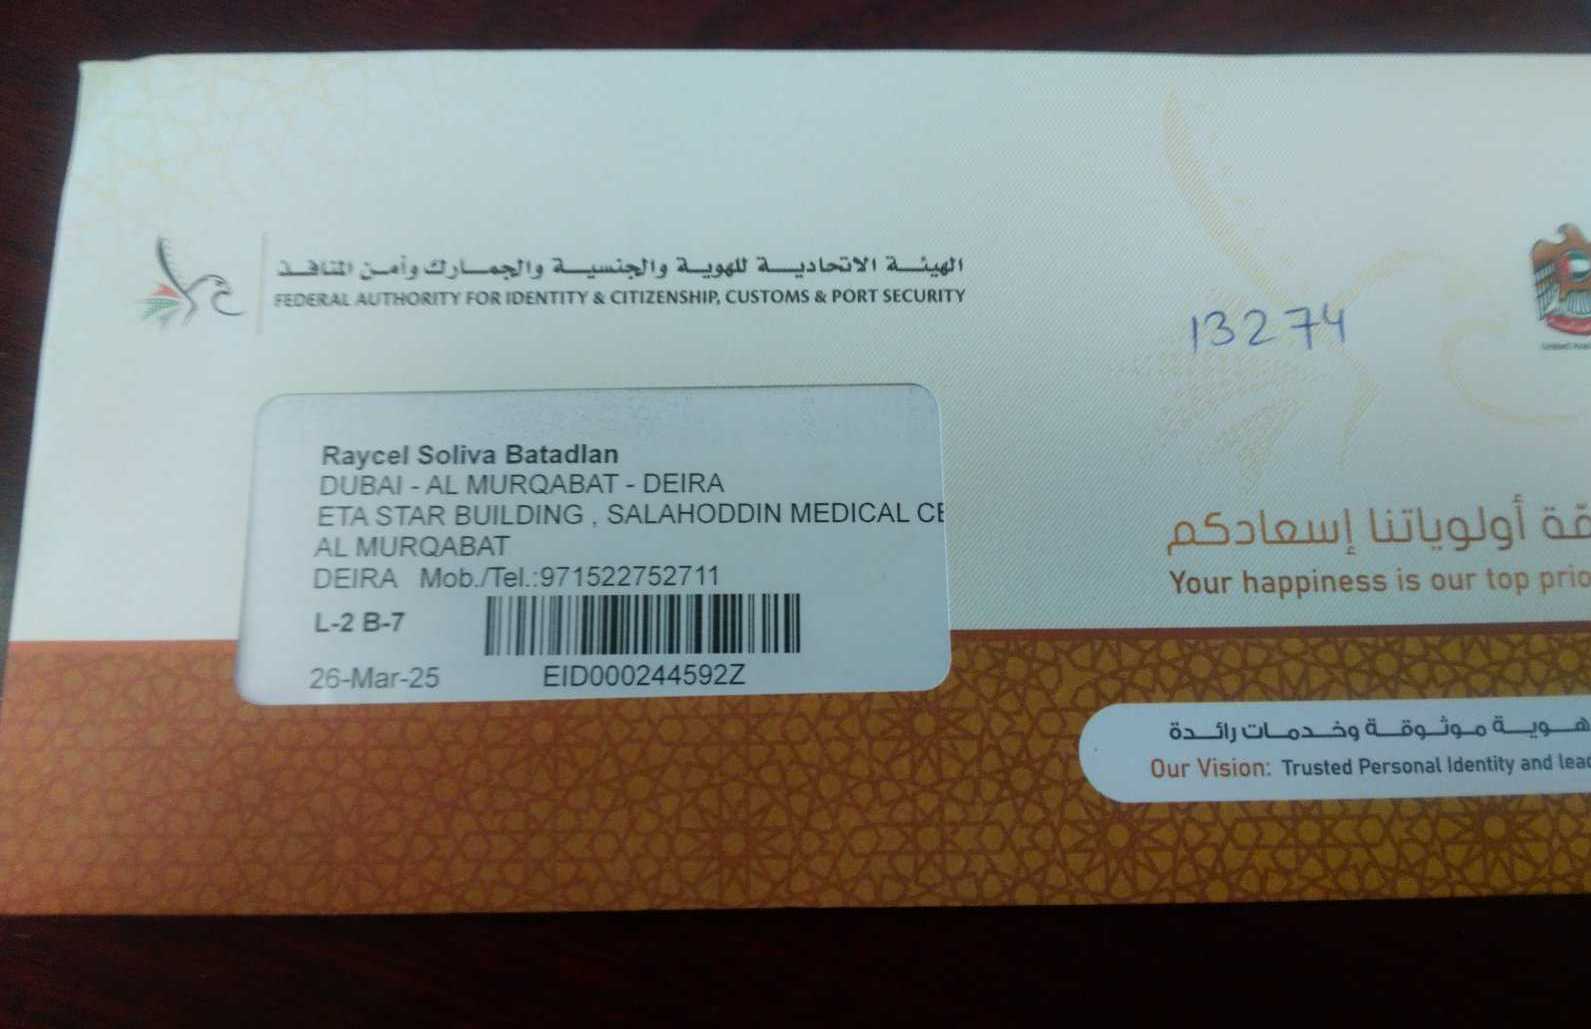 الهيئة الاتحادية للهوية والجنسية والجمارك وأمن المنافذ
FEDERAL AUTHORITY FOR IDENTITY & CITIZENSHIP, CUSTOMS & PORT SECURITY
13274
Raycel Soliva Batadlan
DUBAI - AL MURQABAT - DEIRA
ETA STAR BUILDING , SALAHODDIN MEDICAL CE
AL MURQABAT
DEIRA Mob./Tel.:971522752711
L-2 B-7
26-Mar-25 EID000244592Z
أولوياتنا إسعادكم
Your happiness is our top prio
هوية موثوقة وخدمات رائدة
Our Vision: Trusted Personal Identity and lead